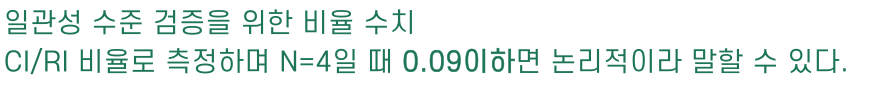 일관성 수준 검증을 위한 비율 수치
CI/RI 비율로 측정하며 N=4일 때 0.09이하면 논리적이라 말할 수 있다.